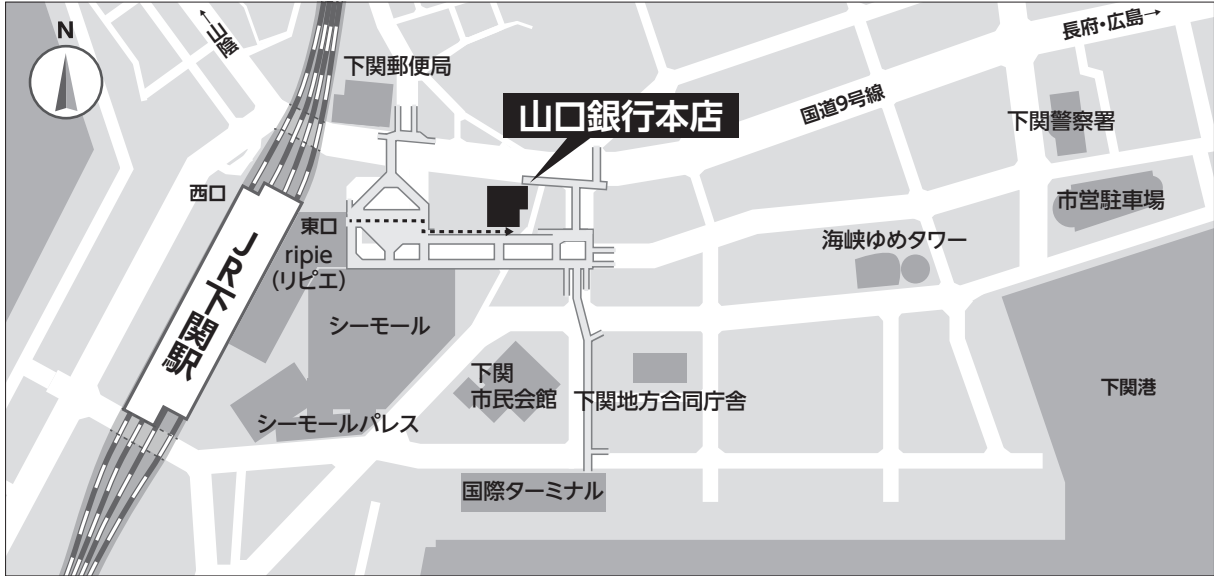 N
←山陰
長府・広島→
下関郵便局
山口銀行本店
国道9号線
下関警察署
西口
東口
市営駐車場
ripie
(リピエ)
海峡ゆめタワー
JR下関駅
シーモール
下関
市民会館
下関地方合同庁舎
下関港
シーモールパレス
国際ターミナル